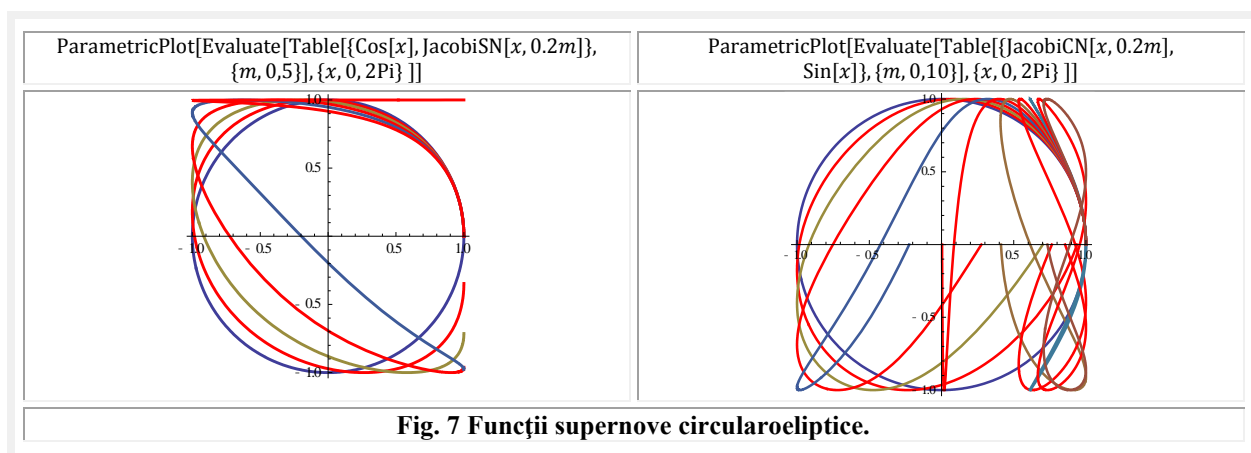 ParametricPlot[Evaluate[Table[{Cos[x], JacobiSN[x, 0.2m]},
{m, 0,5}], {x, 0, 2Pi} ]]
ParametricPlot[Evaluate[Table[{JacobiCN[x, 0.2m],
Sin[x]}, {m, 0,10}], {x, 0, 2Pi} ]]
1.0
0.5
- 1.0 - 0.5 0.5 1.0
- 0.5
- 1.0
1.0
0.5
- 1.0 - 0.5 0.5 1.0
- 0.5
- 1.0
Fig. 7 Funcţii supernove circularoeliptice.